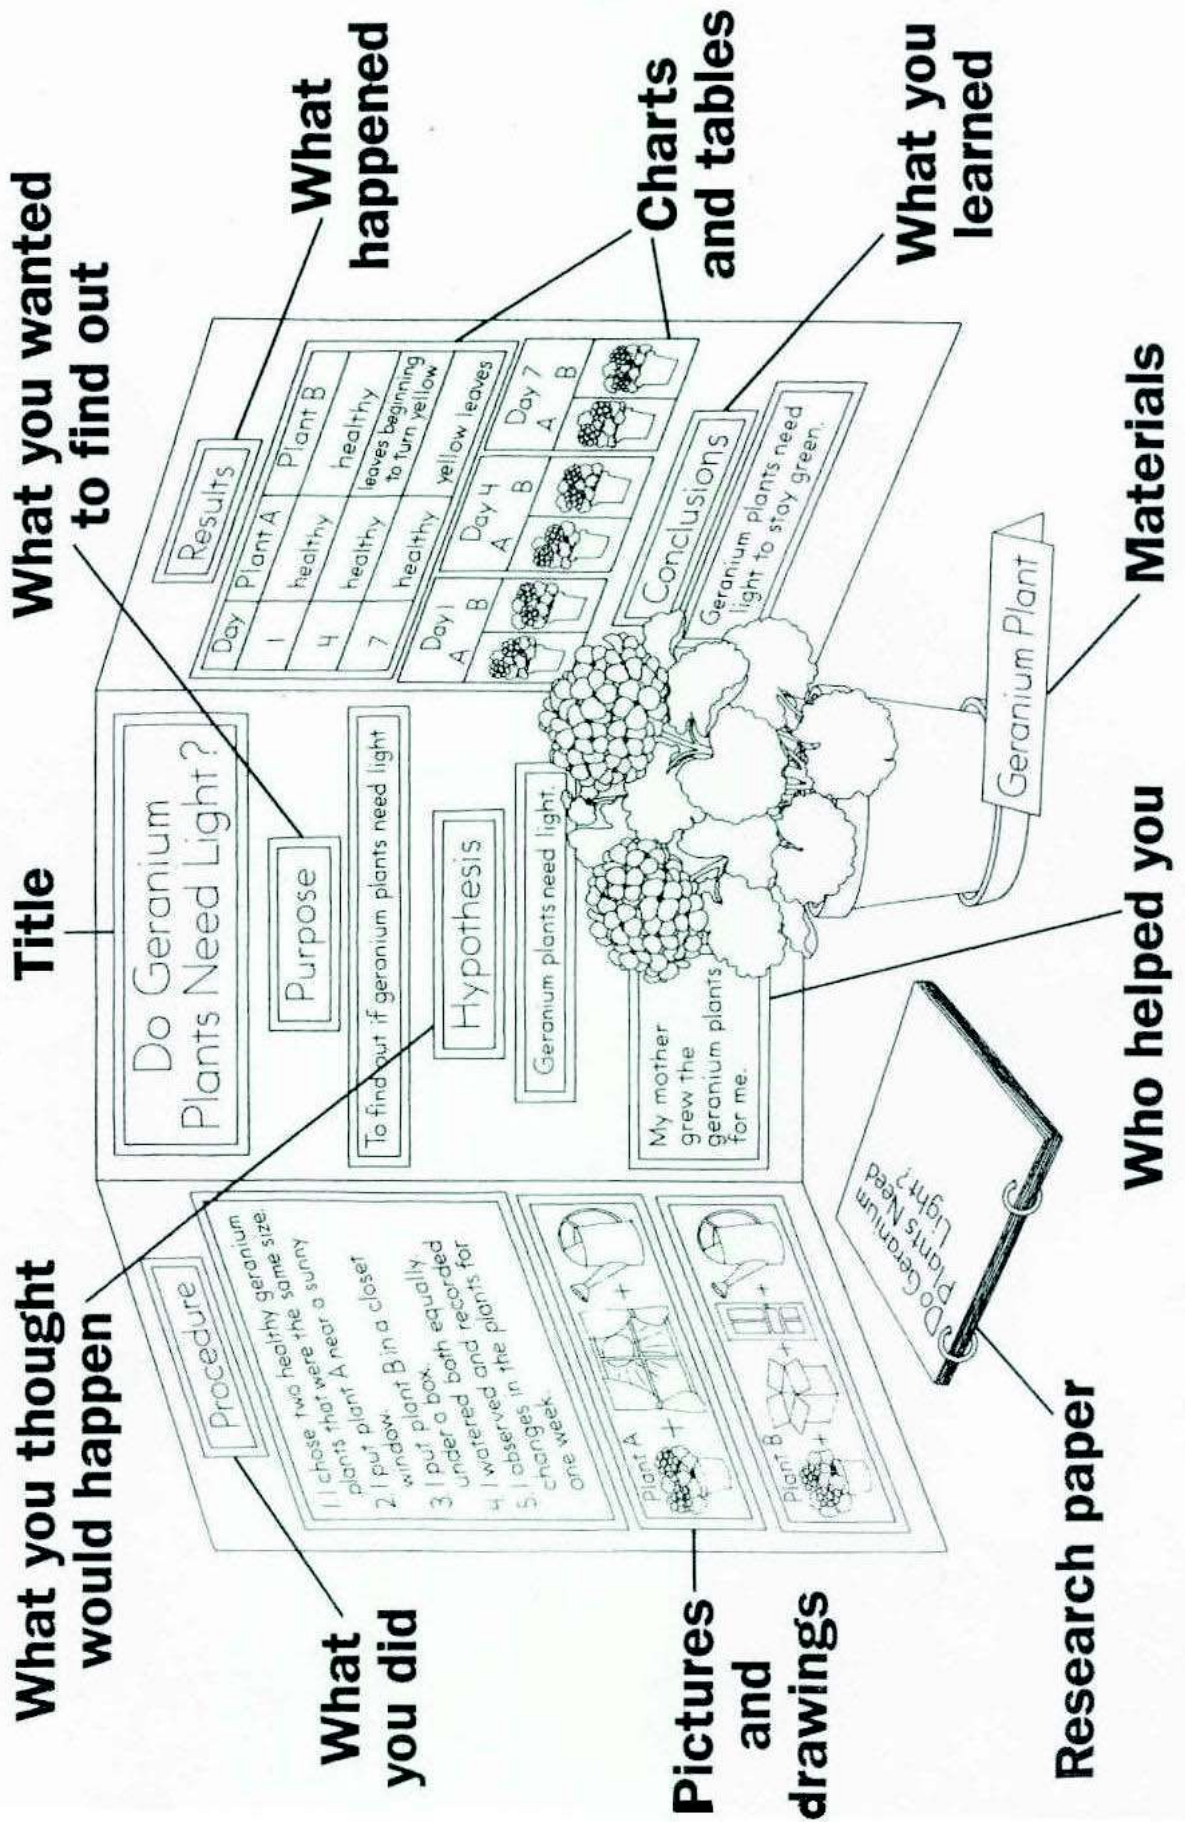 What you thought
would happen
Title
What you wanted
to find out
What
you did
What
happened
Pictures
and
drawings
Charts
and tables
What you
learned
Research paper
Who helped you
Materials
Procedure
1 I chose two healthy geranium
plants that were the same size.
2. I put plant A near a sunny
window.
3. I put plant B in a closet
under a box.
4. I watered both equally.
5. I observed and recorded
changes in the plants for
one week.
Plant A
+
+
Plant B
+
+
+
Do Geranium
Plants Need Light?
Purpose
To find out if geranium plants need light
Hypothesis
Geranium plants need light.
My mother
grew the
geranium plants
for me.
Results
Day Plant A Plant B
1 healthy healthy
4 healthy leaves beginning
to turn yellow
7 healthy yellow leaves
Day 1
A B
Day 4
A B
Day 7
A B
Conclusions
Geranium plants need
light to stay green.
Do Geranium
Plants Need
Light?
Geranium Plant